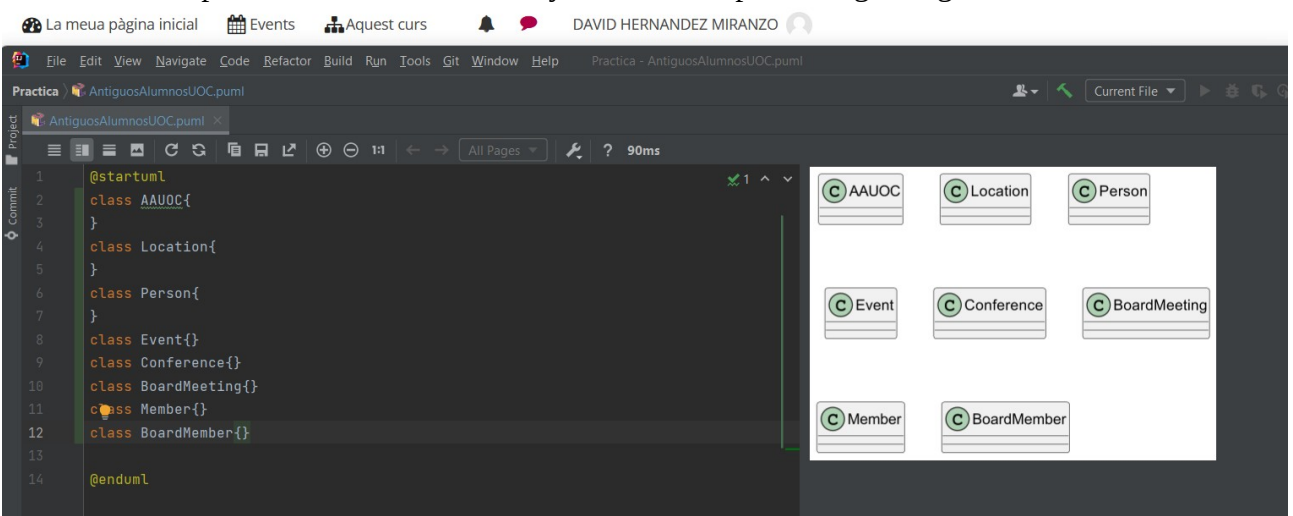 La meua pàgina inicial Events Aquest curs DAVID HERNANDEZ MIRANZO
File Edit View Navigate Code Refactor Build Run Tools Git Window Help Practica - AntiguosAlumnosUOC.puml
Practica AntiguosAlumnosUOC.puml Current File
AntiguosAlumnosUOC.puml
Project
Commit
1:1 All Pages ? 90ms
1 @startuml
2 class AAUOC{
3 }
4 class Location{
5 }
6 class Person{
7 }
8 class Event{}
9 class Conference{}
10 class BoardMeeting{}
11 class Member{}
12 class BoardMember{}
13
14 @enduml
1
C AAUOC C Location C Person
C Event C Conference C BoardMeeting
C Member C BoardMember